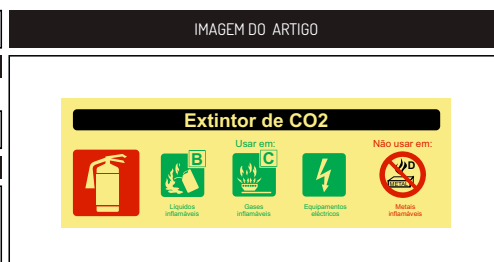 IMAGEM DO ARTIGO
Extintor de CO2
Usar em:
Não usar em:
B
C
D
METAL
Líquidos
inflamáveis
Gases
inflamáveis
Equipamentos
eléctricos
Metais
inflamáveis